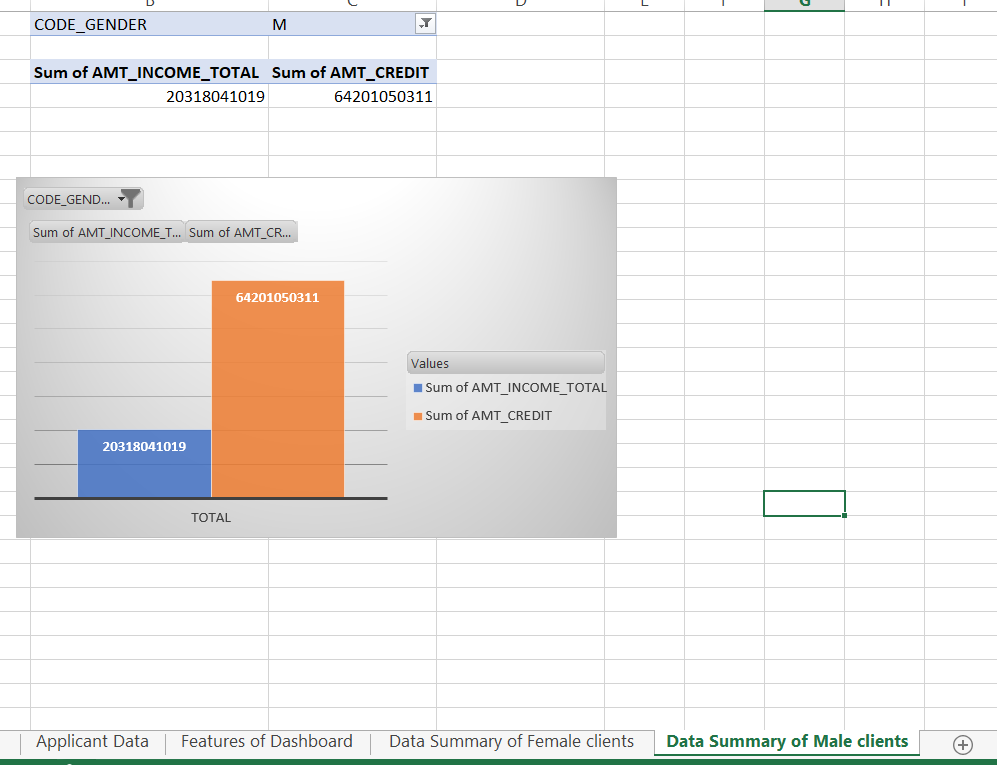 B C D E F G H I
CODE_GENDER M
Sum of AMT_INCOME_TOTAL Sum of AMT_CREDIT
20318041019 64201050311
CODE_GEND...
Sum of AMT_INCOME_T... Sum of AMT_CR...
64201050311
20318041019
TOTAL
Values
Sum of AMT_INCOME_TOTAL
Sum of AMT_CREDIT
Applicant Data Features of Dashboard Data Summary of Female clients Data Summary of Male clients